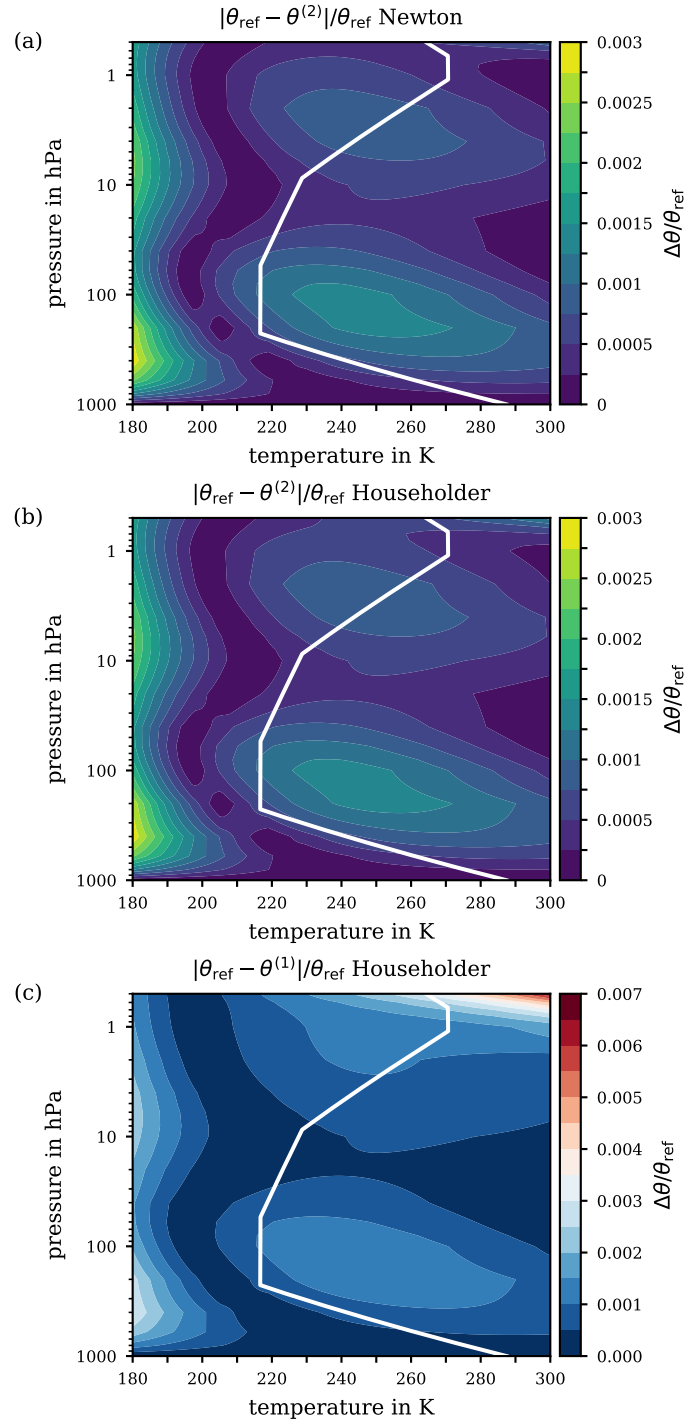 (a)
|θref − θ(2)|/θref Newton
pressure in hPa
1
10
100
1000
180 200 220 240 260 280 300
temperature in K
0.003
0.0025
0.002
0.0015
0.001
0.0005
0
Δθ/θref
(b)
|θref − θ(2)|/θref Householder
pressure in hPa
1
10
100
1000
180 200 220 240 260 280 300
temperature in K
0.003
0.0025
0.002
0.0015
0.001
0.0005
0
Δθ/θref
(c)
|θref − θ(1)|/θref Householder
pressure in hPa
1
10
100
1000
180 200 220 240 260 280 300
temperature in K
0.007
0.006
0.005
0.004
0.003
0.002
0.001
0.000
Δθ/θref